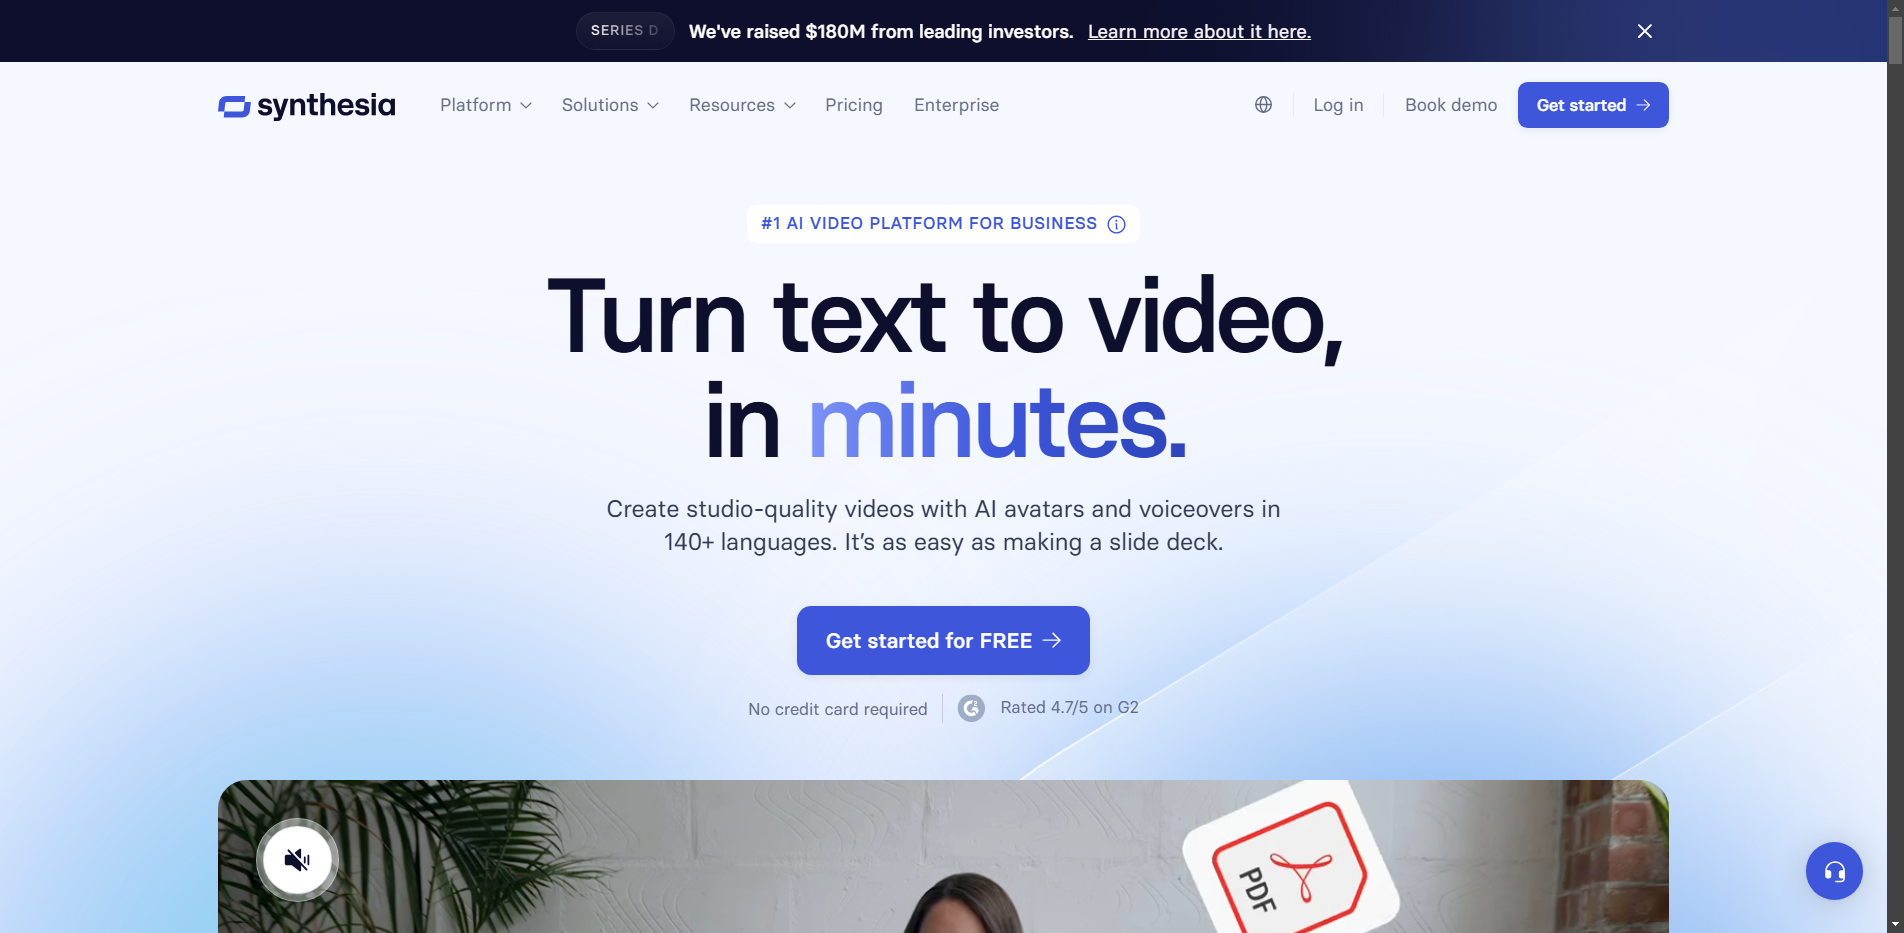 SERIES D
We've raised $180M from leading investors. Learn more about it here.
synthesia
Platform
Solutions
Resources
Pricing
Enterprise
Log in
Book demo
Get started
#1 AI VIDEO PLATFORM FOR BUSINESS
Turn text to video,
in minutes.
Create studio-quality videos with AI avatars and voiceovers in
140+ languages. It’s as easy as making a slide deck.
Get started for FREE
No credit card required
Rated 4.7/5 on G2
PDF